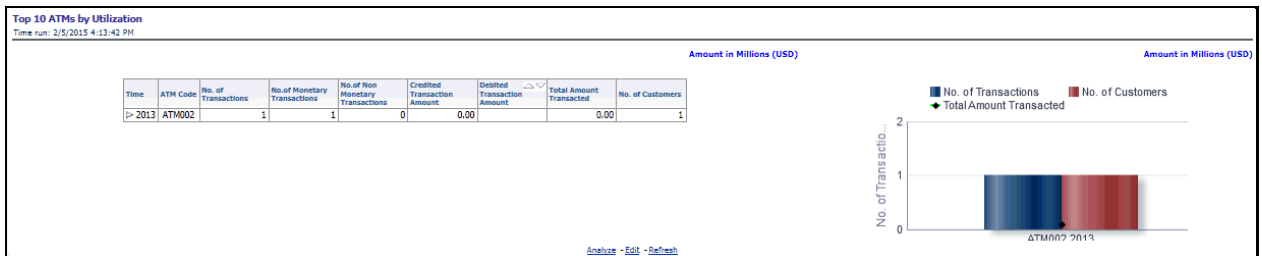 Top 10 ATMs by Utilization
Time run: 2/5/2015 4:13:42 PM
Amount in Millions (USD)
Amount in Millions (USD)
Time ATM Code No. of Transactions No.of Monetary Transactions No.of Non Monetary Transactions Credited Transaction Amount Debited Transaction Amount Total Amount Transacted No. of Customers
2013 ATM002 1 1 0 0.00 0.00 1
No. of Transactions No. of Customers
Total Amount Transacted
No. of Transactio...
2
1
0
ATM002 2013
Analyze - Edit - Refresh